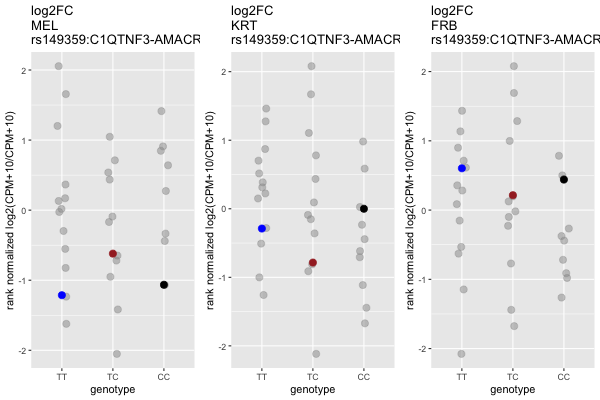 log2FC
MEL
rs149359:C1QTNF3-AMACR
rank normalized log2(CPM+10/CPM+10)
2
1
0
-1
-2
TT
TC
CC
genotype
log2FC
KRT
rs149359:C1QTNF3-AMACR
rank normalized log2(CPM+10/CPM+10)
2
1
0
-1
-2
TT
TC
CC
genotype
log2FC
FRB
rs149359:C1QTNF3-AMACR
rank normalized log2(CPM+10/CPM+10)
2
1
0
-1
-2
TT
TC
CC
genotype